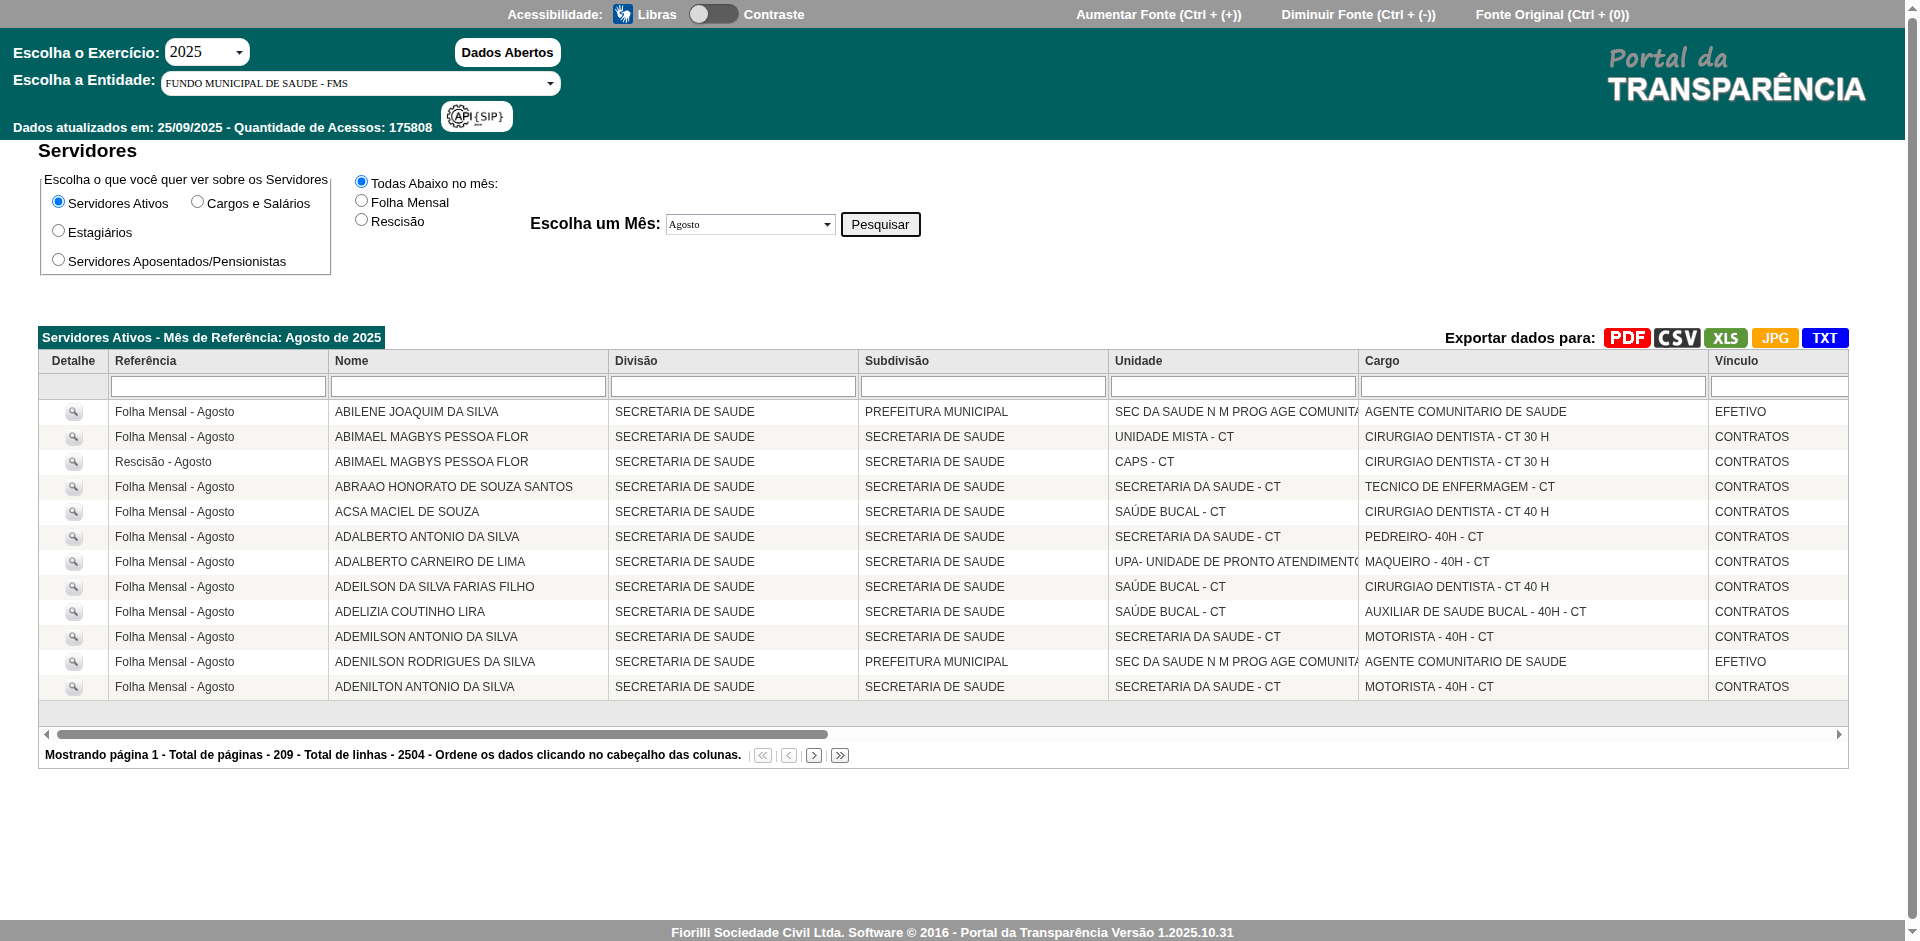 Acessibilidade: Libras Contraste Aumentar Fonte (Ctrl + (+)) Diminuir Fonte (Ctrl + (-)) Fonte Original (Ctrl + (0))
Escolha o Exercício: 2025 Dados Abertos
Escolha a Entidade: FUNDO MUNICIPAL DE SAUDE - FMS
Portal da
TRANSPARÊNCIA
Dados atualizados em: 25/09/2025 - Quantidade de Acessos: 175808 API {SIP}
Servidores
Escolha o que você quer ver sobre os Servidores
Servidores Ativos Cargos e Salários
Estagiários
Servidores Aposentados/Pensionistas
Todas Abaixo no mês:
Folha Mensal
Rescisão
Escolha um Mês: Agosto Pesquisar
Servidores Ativos - Mês de Referência: Agosto de 2025 Exportar dados para: PDF CSV XLS JPG TXT
Detalhe Referência Nome Divisão Subdivisão Unidade Cargo Vínculo
Folha Mensal - Agosto ABILENE JOAQUIM DA SILVA SECRETARIA DE SAUDE PREFEITURA MUNICIPAL SEC DA SAUDE N M PROG AGE COMUNITA AGENTE COMUNITARIO DE SAUDE EFETIVO
Folha Mensal - Agosto ABIMAEL MAGBYS PESSOA FLOR SECRETARIA DE SAUDE SECRETARIA DE SAUDE UNIDADE MISTA - CT CIRURGIAO DENTISTA - CT 30 H CONTRATOS
Rescisão - Agosto ABIMAEL MAGBYS PESSOA FLOR SECRETARIA DE SAUDE SECRETARIA DE SAUDE CAPS - CT CIRURGIAO DENTISTA - CT 30 H CONTRATOS
Folha Mensal - Agosto ABRAAO HONORATO DE SOUZA SANTOS SECRETARIA DE SAUDE SECRETARIA DE SAUDE SECRETARIA DA SAUDE - CT TECNICO DE ENFERMAGEM - CT CONTRATOS
Folha Mensal - Agosto ACSA MACIEL DE SOUZA SECRETARIA DE SAUDE SECRETARIA DE SAUDE SAÚDE BUCAL - CT CIRURGIAO DENTISTA - CT 40 H CONTRATOS
Folha Mensal - Agosto ADALBERTO ANTONIO DA SILVA SECRETARIA DE SAUDE SECRETARIA DE SAUDE SECRETARIA DA SAUDE - CT PEDREIRO- 40H - CT CONTRATOS
Folha Mensal - Agosto ADALBERTO CARNEIRO DE LIMA SECRETARIA DE SAUDE SECRETARIA DE SAUDE UPA- UNIDADE DE PRONTO ATENDIMENTO MAQUEIRO - 40H - CT CONTRATOS
Folha Mensal - Agosto ADEILSON DA SILVA FARIAS FILHO SECRETARIA DE SAUDE SECRETARIA DE SAUDE SAÚDE BUCAL - CT CIRURGIAO DENTISTA - CT 40 H CONTRATOS
Folha Mensal - Agosto ADELIZIA COUTINHO LIRA SECRETARIA DE SAUDE SECRETARIA DE SAUDE SAÚDE BUCAL - CT AUXILIAR DE SAUDE BUCAL - 40H - CT CONTRATOS
Folha Mensal - Agosto ADEMILSON ANTONIO DA SILVA SECRETARIA DE SAUDE SECRETARIA DE SAUDE SECRETARIA DA SAUDE - CT MOTORISTA - 40H - CT CONTRATOS
Folha Mensal - Agosto ADENILSON RODRIGUES DA SILVA SECRETARIA DE SAUDE PREFEITURA MUNICIPAL SEC DA SAUDE N M PROG AGE COMUNITA AGENTE COMUNITARIO DE SAUDE EFETIVO
Folha Mensal - Agosto ADENILTON ANTONIO DA SILVA SECRETARIA DE SAUDE SECRETARIA DE SAUDE SECRETARIA DA SAUDE - CT MOTORISTA - 40H - CT CONTRATOS
Mostrando página 1 - Total de páginas - 209 - Total de linhas - 2504 - Ordene os dados clicando no cabeçalho das colunas.
Fiorilli Sociedade Civil Ltda. Software © 2016 - Portal da Transparência Versão 1.2025.10.31